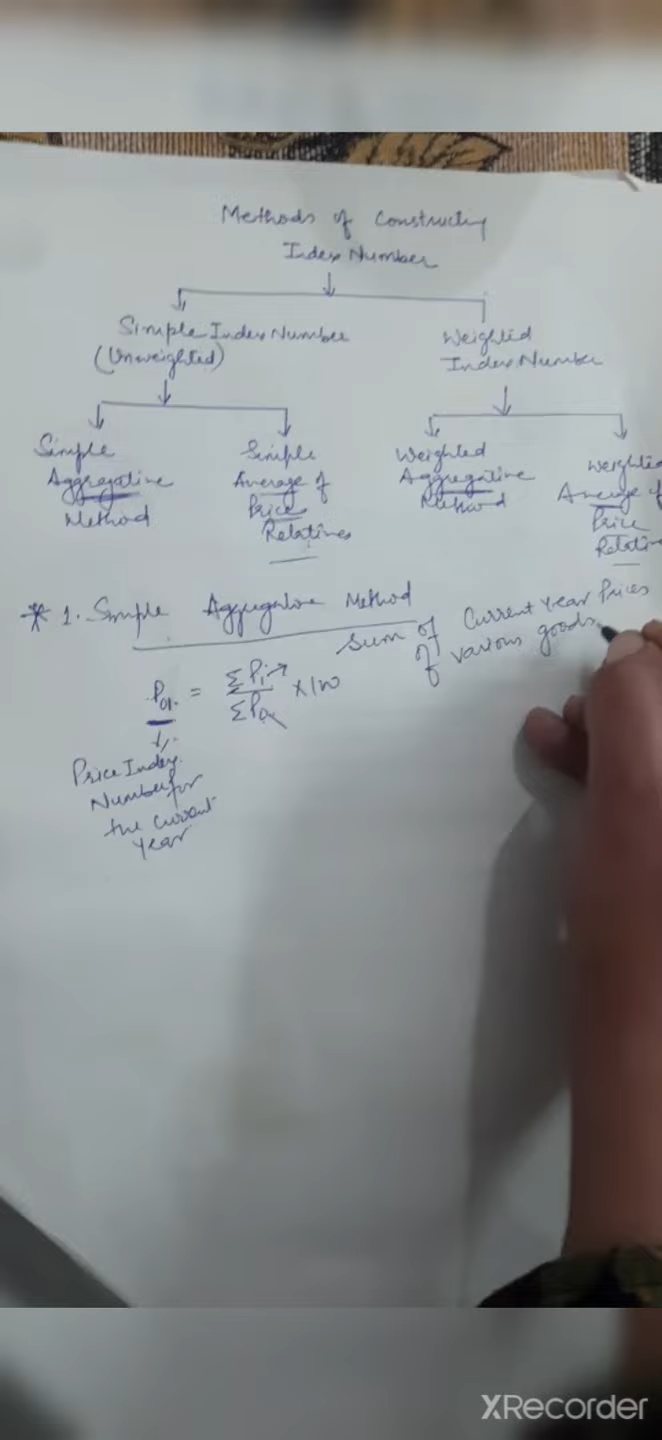 Methods of Constructing
Index Number
Simple Index Number
(Unweighted)
Weighted
Index Number
Simple
Aggregative
Method
Simple
Average of
Price
Relatives
Weighted
Aggregative
Method
Weighted
Average of
Price
Relativ
* 1. Simple Aggregative Method
P01 = ΣP1 / ΣP0 × 100
Sum of Current Year Prices
of various goods
Price Index
Number for
the current
Year
XRecorder